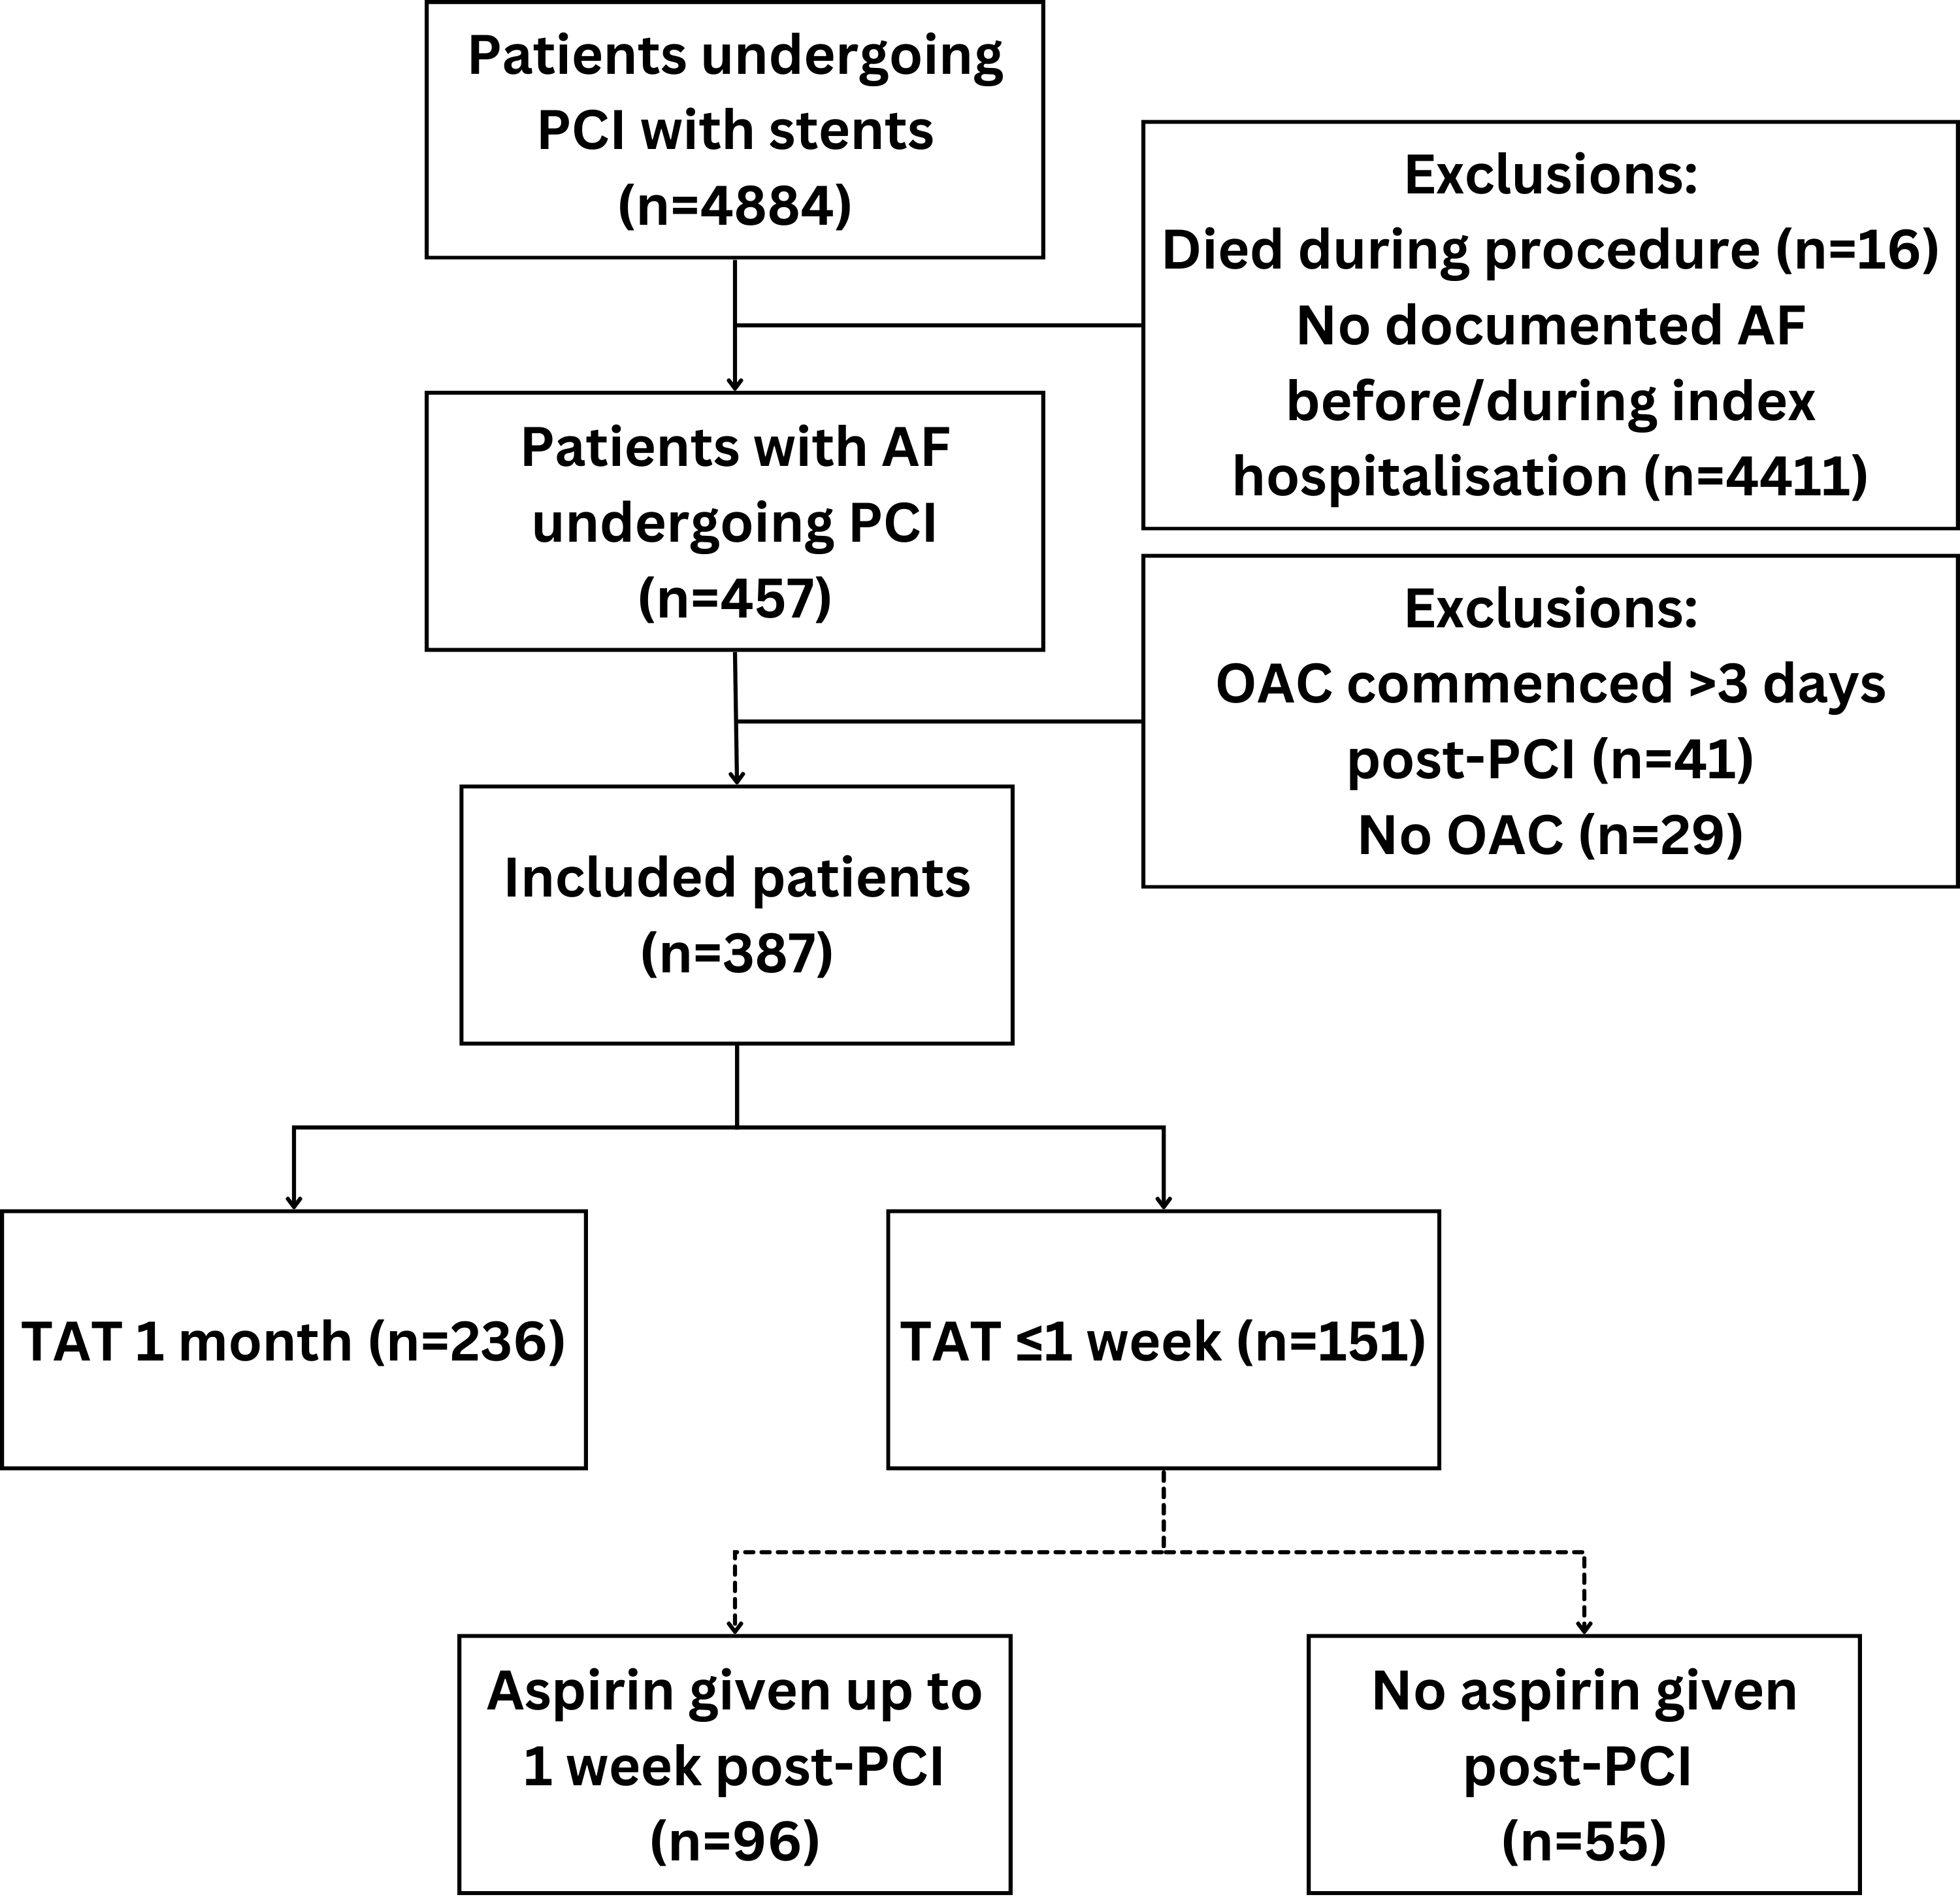 Patients undergoing
PCI with stents
(n=4884)
Exclusions:
Died during procedure (n=16)
No documented AF
before/during index
hospitalisation (n=4411)
Patients with AF
undergoing PCI
(n=457)
Exclusions:
OAC commenced >3 days
post-PCI (n=41)
No OAC (n=29)
Included patients
(n=387)
TAT 1 month (n=236)
TAT ≤1 week (n=151)
Aspirin given up to
1 week post-PCI
(n=96)
No aspirin given
post-PCI
(n=55)